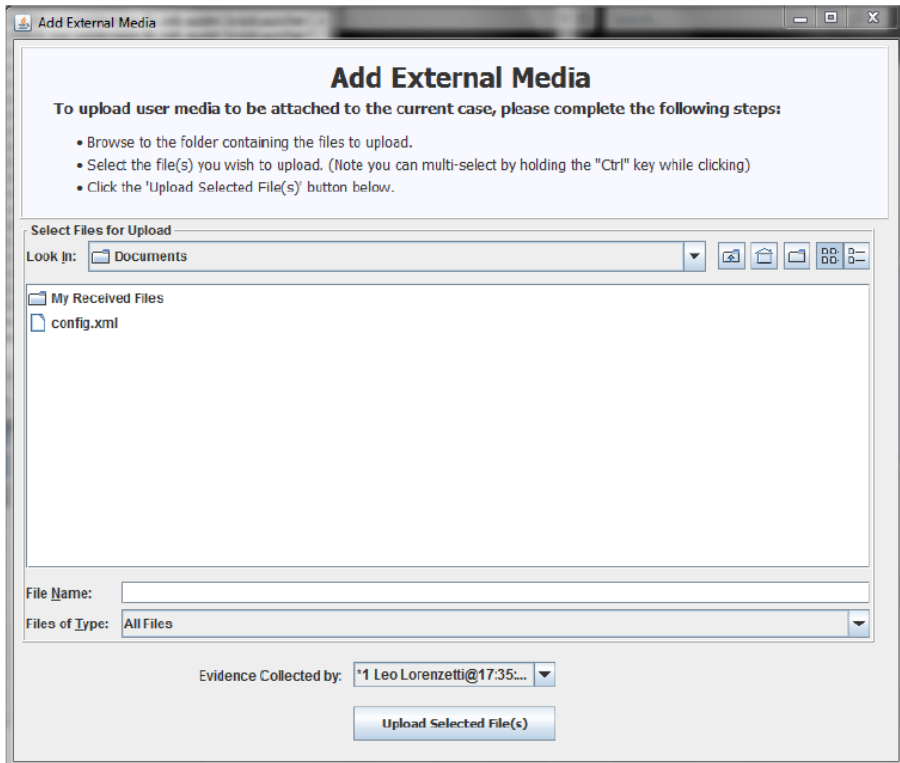 Add External Media
Add External Media
To upload user media to be attached to the current case, please complete the following steps:
• Browse to the folder containing the files to upload.
• Select the file(s) you wish to upload. (Note you can multi-select by holding the "Ctrl" key while clicking)
• Click the 'Upload Selected File(s)' button below.
Select Files for Upload
Look In: Documents
My Received Files
config.xml
File Name:
Files of Type: All Files
Evidence Collected by: *1 Leo Lorenzetti@17:35:...
Upload Selected File(s)